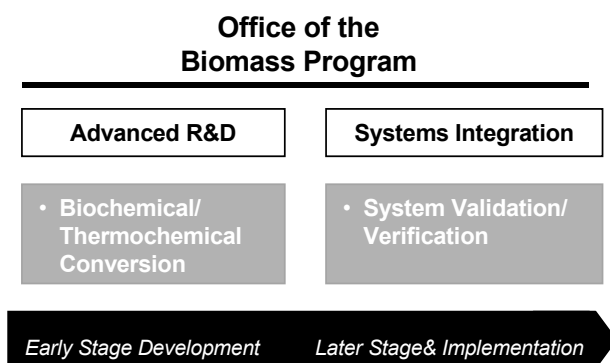 Office of the
Biomass Program
Advanced R&D
Systems Integration
• Biochemical/
Thermochemical
Conversion
• System Validation/
Verification
Early Stage Development
Later Stage& Implementation